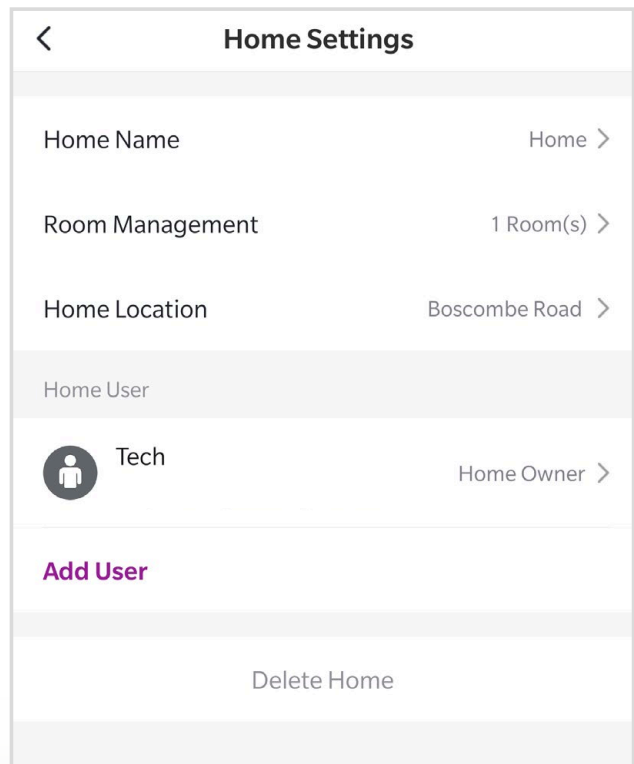 Home Settings
Home Name Home
Room Management 1 Room(s)
Home Location Boscombe Road
Home User
Tech
Home Owner
Add User
Delete Home